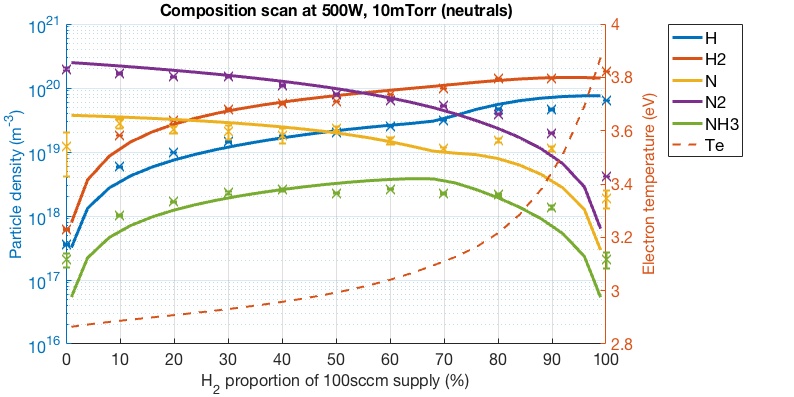 Composition scan at 500W, 10mTorr (neutrals)
10^21
10^20
10^19
10^18
10^17
10^16
Particle density (m^-3)
4
3.8
3.6
3.4
3.2
3
2.8
Electron temperature (eV)
0 10 20 30 40 50 60 70 80 90 100
H_2 proportion of 100sccm supply (%)
H
H2
N
N2
NH3
Te